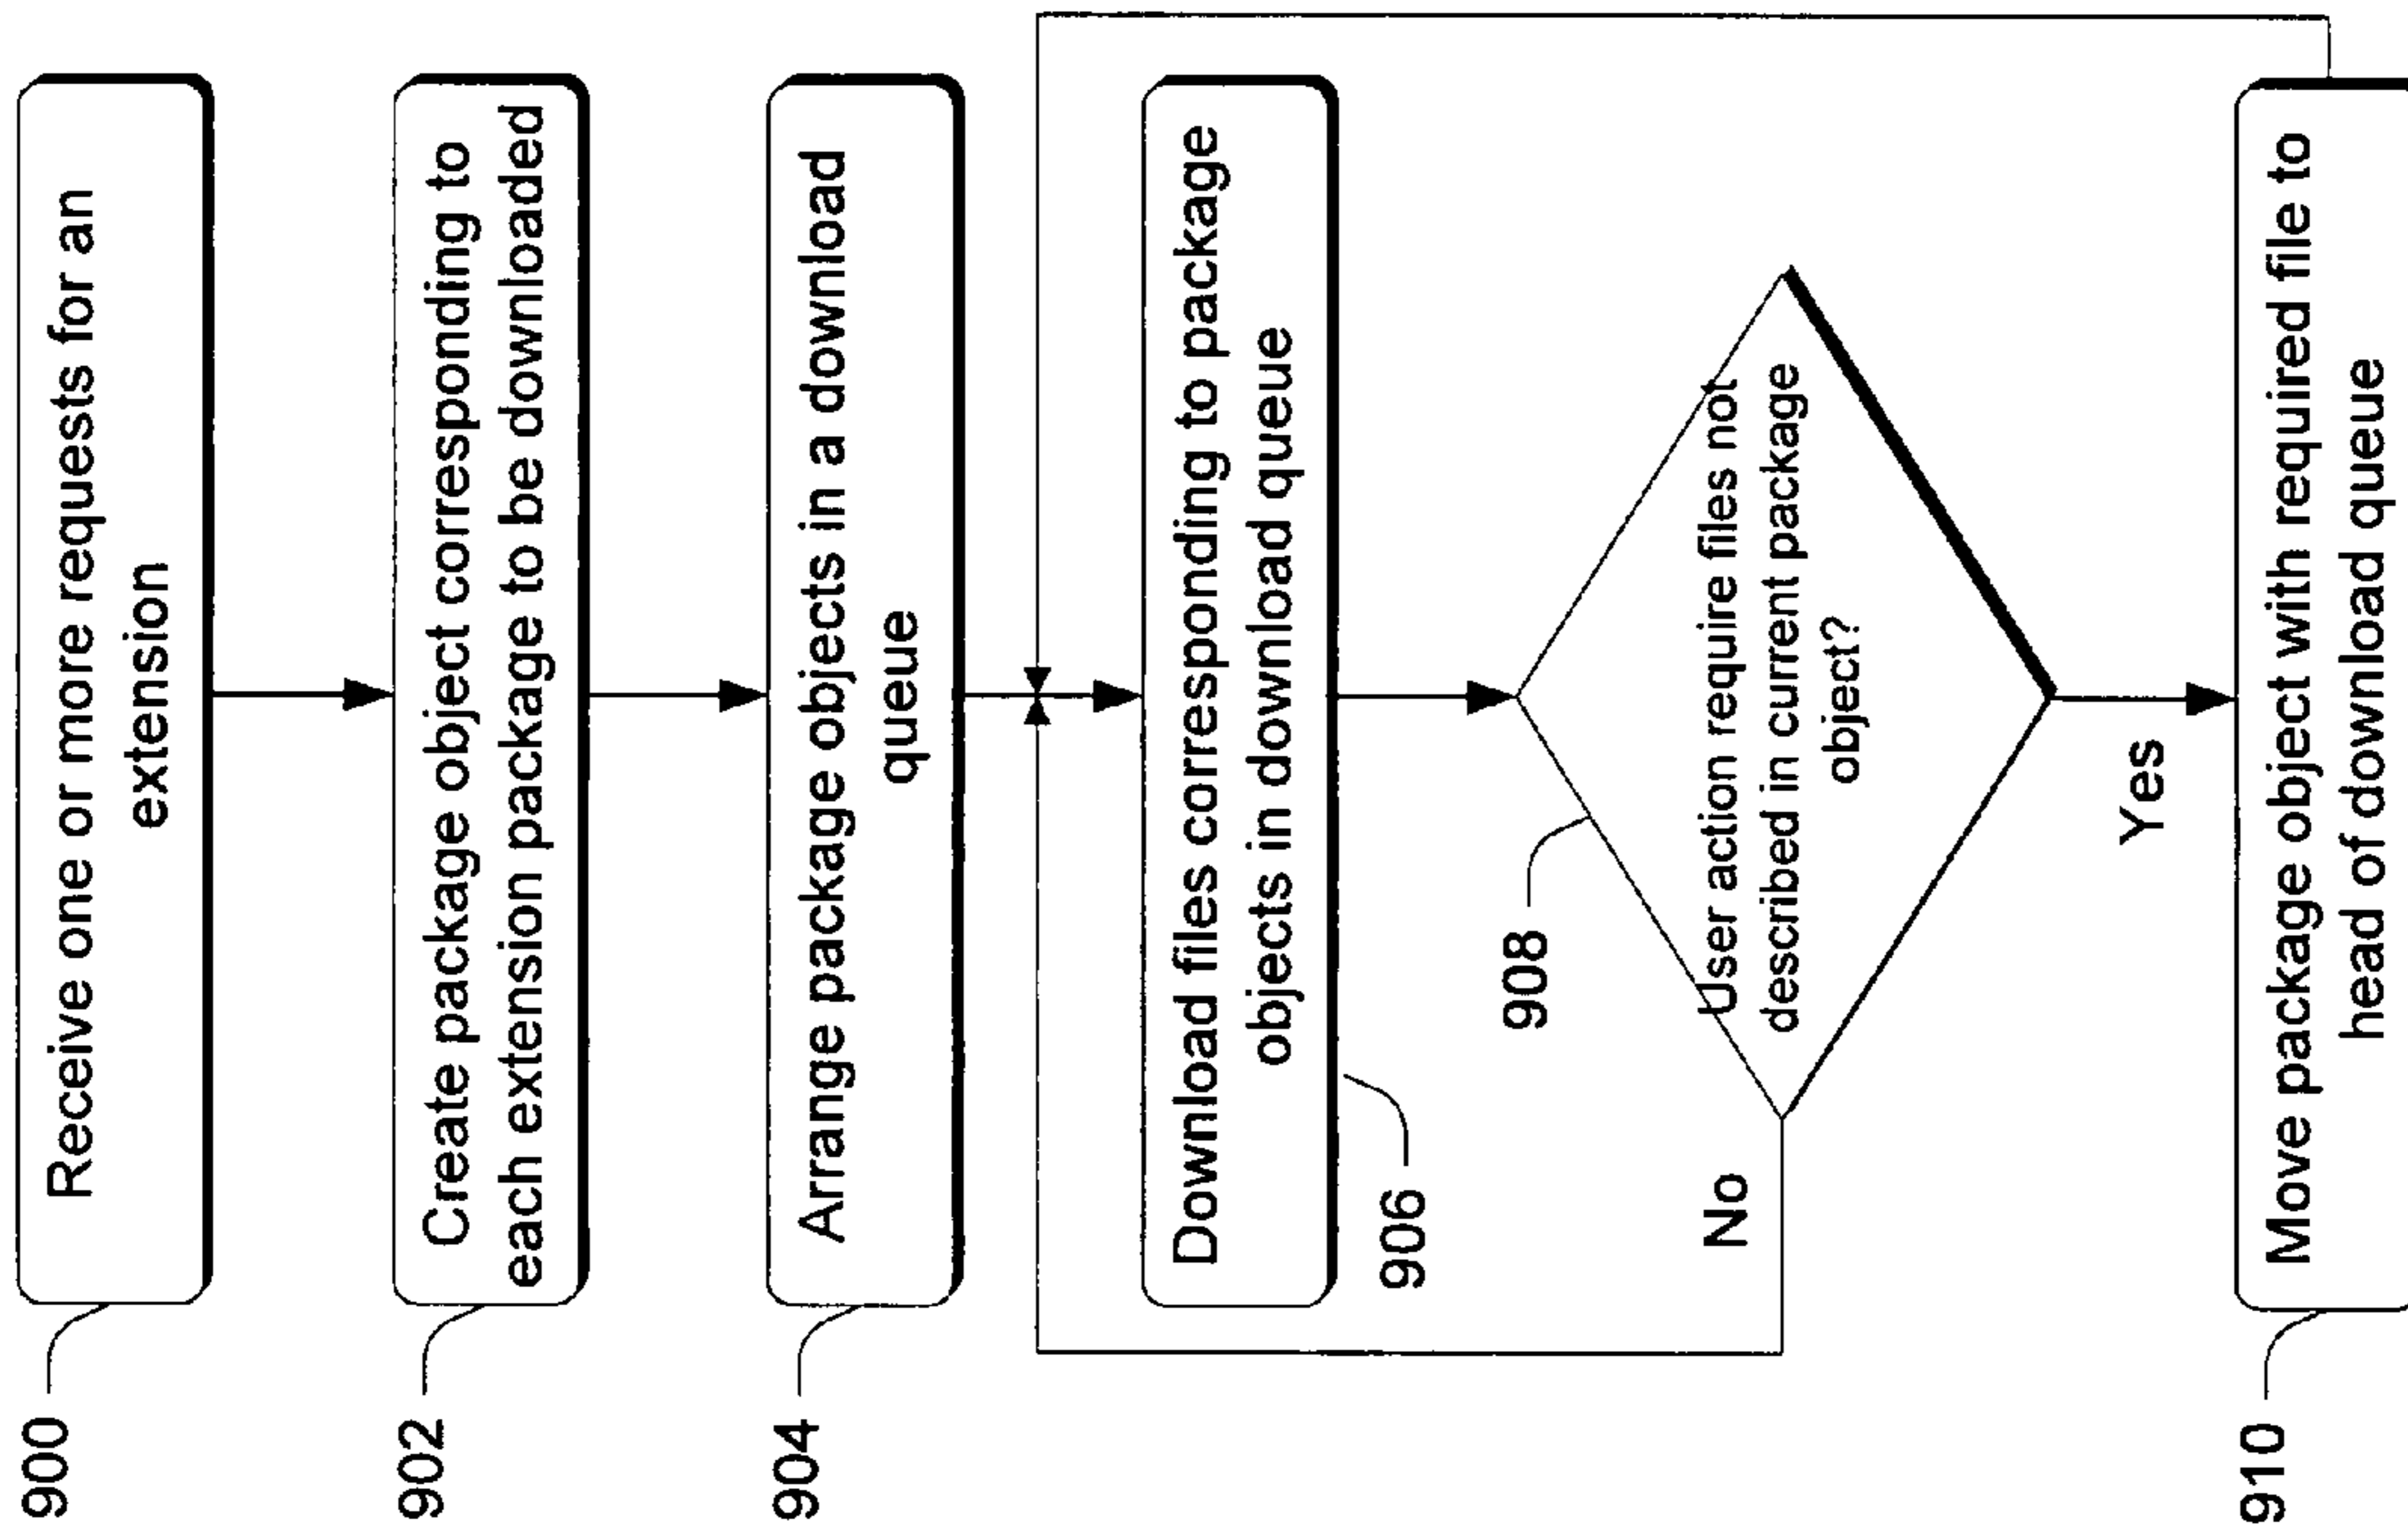 900
Receive one or more requests for an
extension
902
Create package object corresponding to
each extension package to be downloaded
904
Arrange package objects in a download
queue
Download files corresponding to package
objects in download queue
906
908
User action require files not
described in current package
object?
No
Yes
910
Move package object with required file to
head of download queue